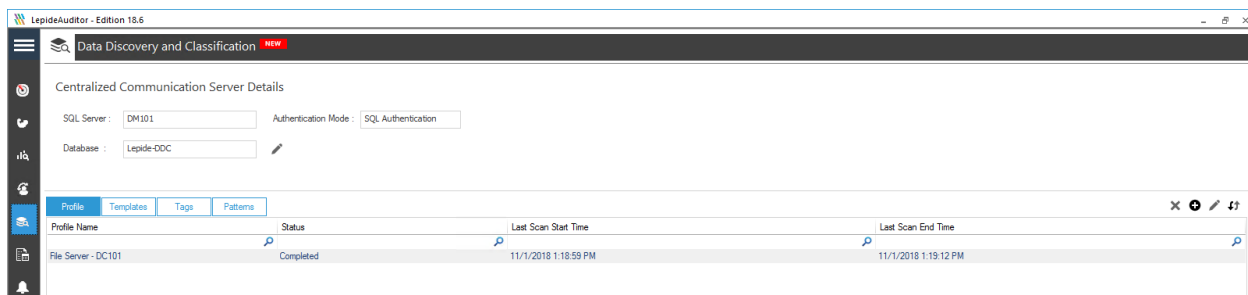 LepideAuditor - Edition 18.6
Data Discovery and Classification NEW
Centralized Communication Server Details
SQL Server : DM101 Authentication Mode : SQL Authentication
Database : Lepide-DDC
Profile Templates Tags Patterns
Profile Name Status Last Scan Start Time Last Scan End Time
File Server - DC101 Completed 11/1/2018 1:18:59 PM 11/1/2018 1:19:12 PM